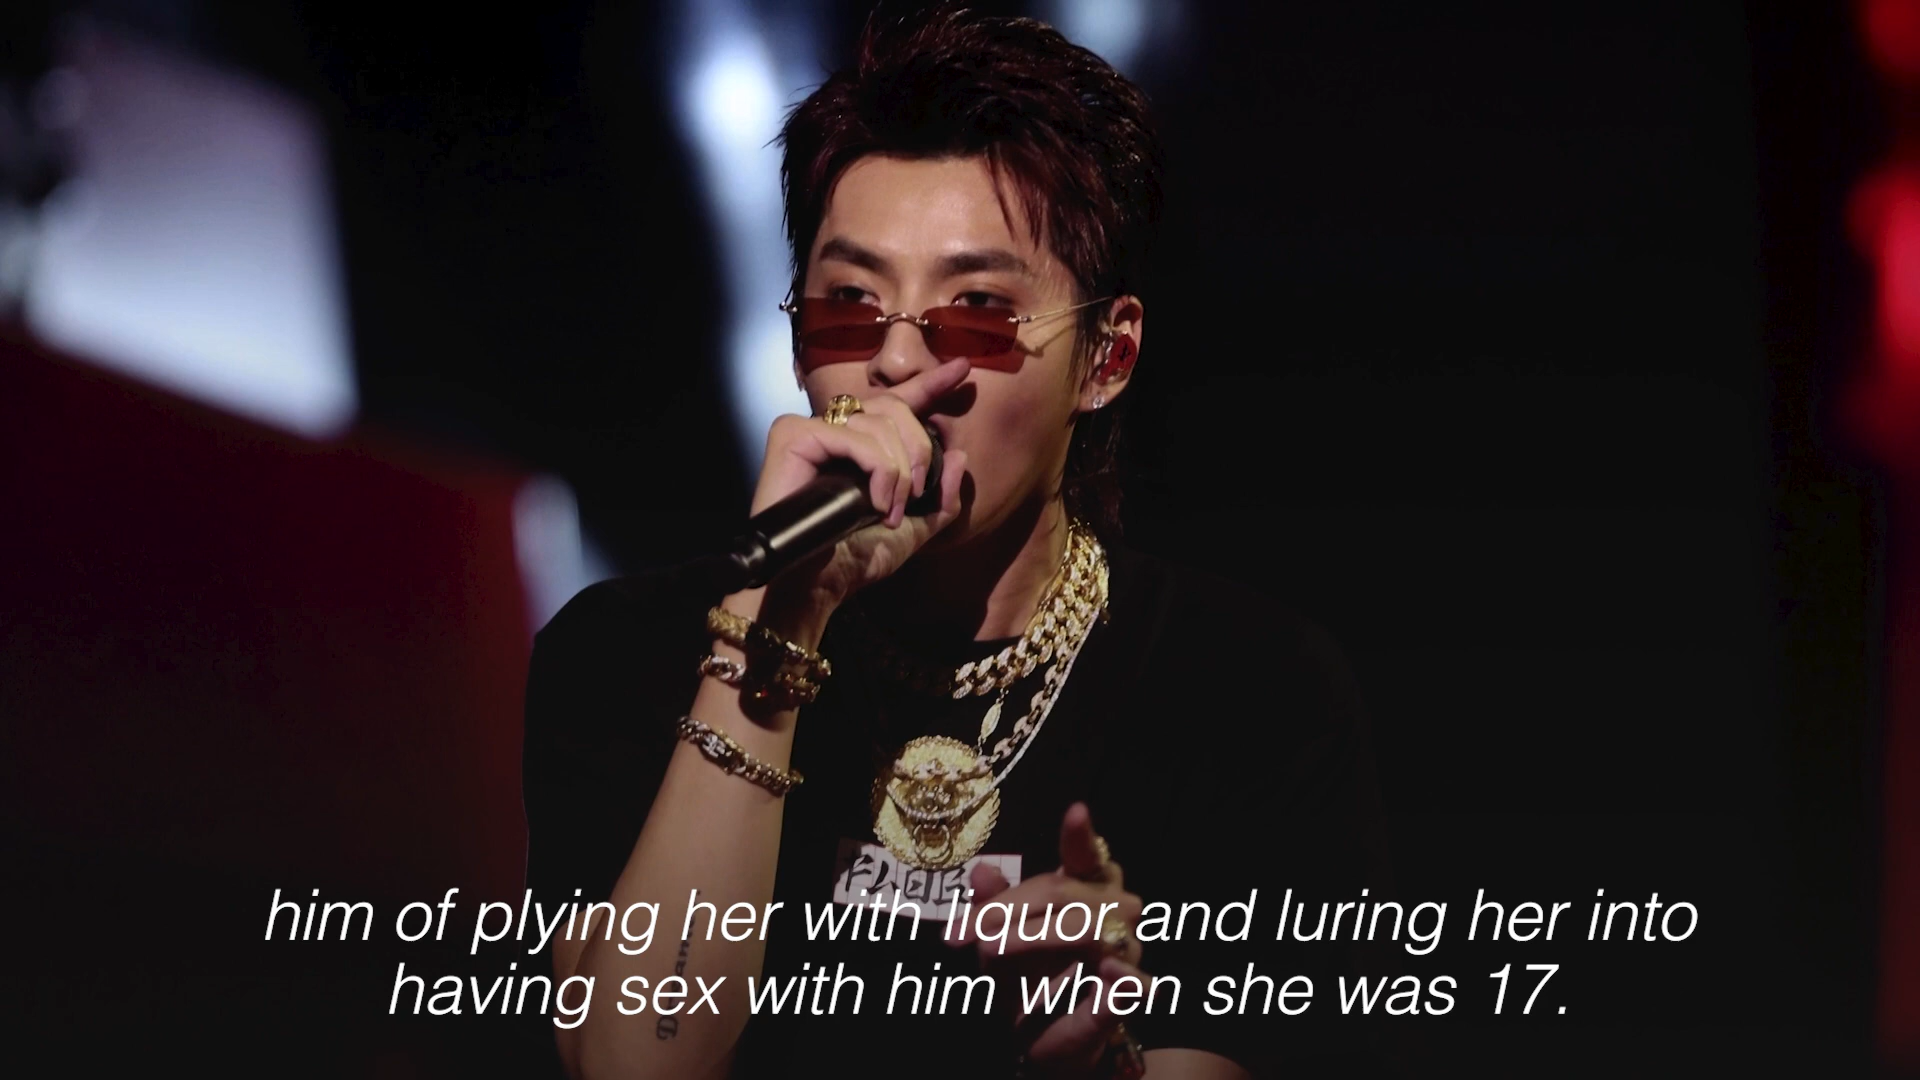 him of plying her with liquor and luring her into
having sex with him when she was 17.